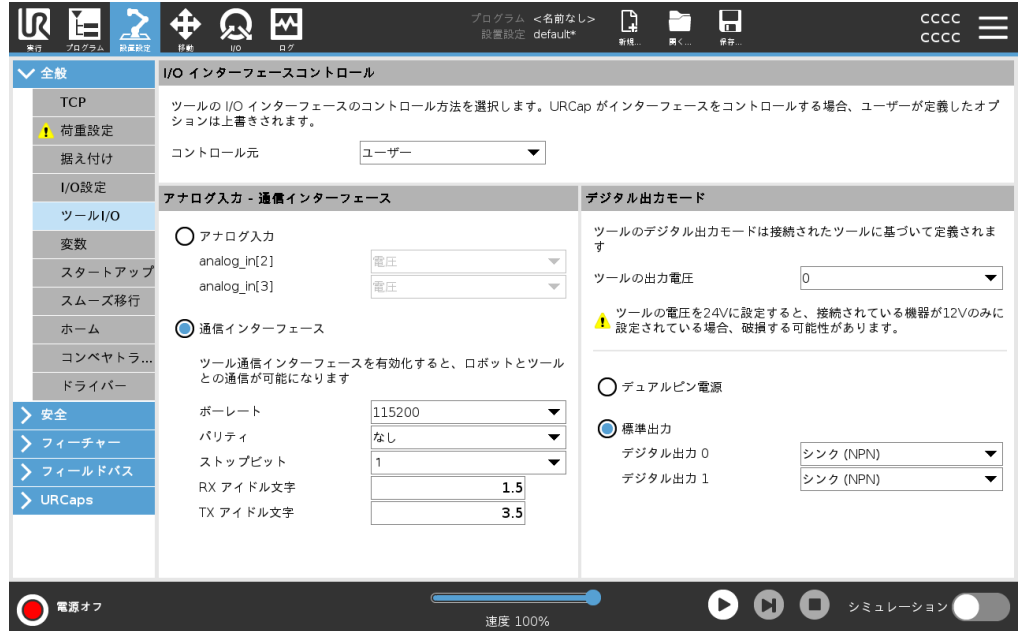 UR
実行
プログラム
設置設定
移動
I/O
ログ
プログラム <名前なし>
設置設定 default*
新規...
開く...
保存...
CCCC
CCCC
全般
TCP
荷重設定
据え付け
I/O設定
ツールI/O
変数
スタートアップ
スムーズ移行
ホーム
コンベヤトラ...
ドライバー
安全
フィーチャー
フィールドバス
URCaps
I/O インターフェースコントロール
ツールの I/O インターフェースのコントロール方法を選択します。URCap がインターフェースをコントロールする場合、ユーザーが定義したオプ
ションは上書きされます。
コントロール元
ユーザー
アナログ入力 - 通信インターフェース
アナログ入力
analog_in[2]
電圧
analog_in[3]
電圧
通信インターフェース
ツール通信インターフェースを有効化すると、ロボットとツール
との通信が可能になります
ボーレート
115200
パリティ
なし
ストップビット
1
RX アイドル文字
1.5
TX アイドル文字
3.5
デジタル出力モード
ツールのデジタル出力モードは接続されたツールに基づいて定義されま
す
ツールの出力電圧
0
ツールの電圧を24Vに設定すると、接続されている機器が12Vのみに
設定されている場合、破損する可能性があります。
デュアルピン電源
標準出力
デジタル出力 0
シンク (NPN)
デジタル出力 1
シンク (NPN)
電源オフ
速度 100%
シミュレーション